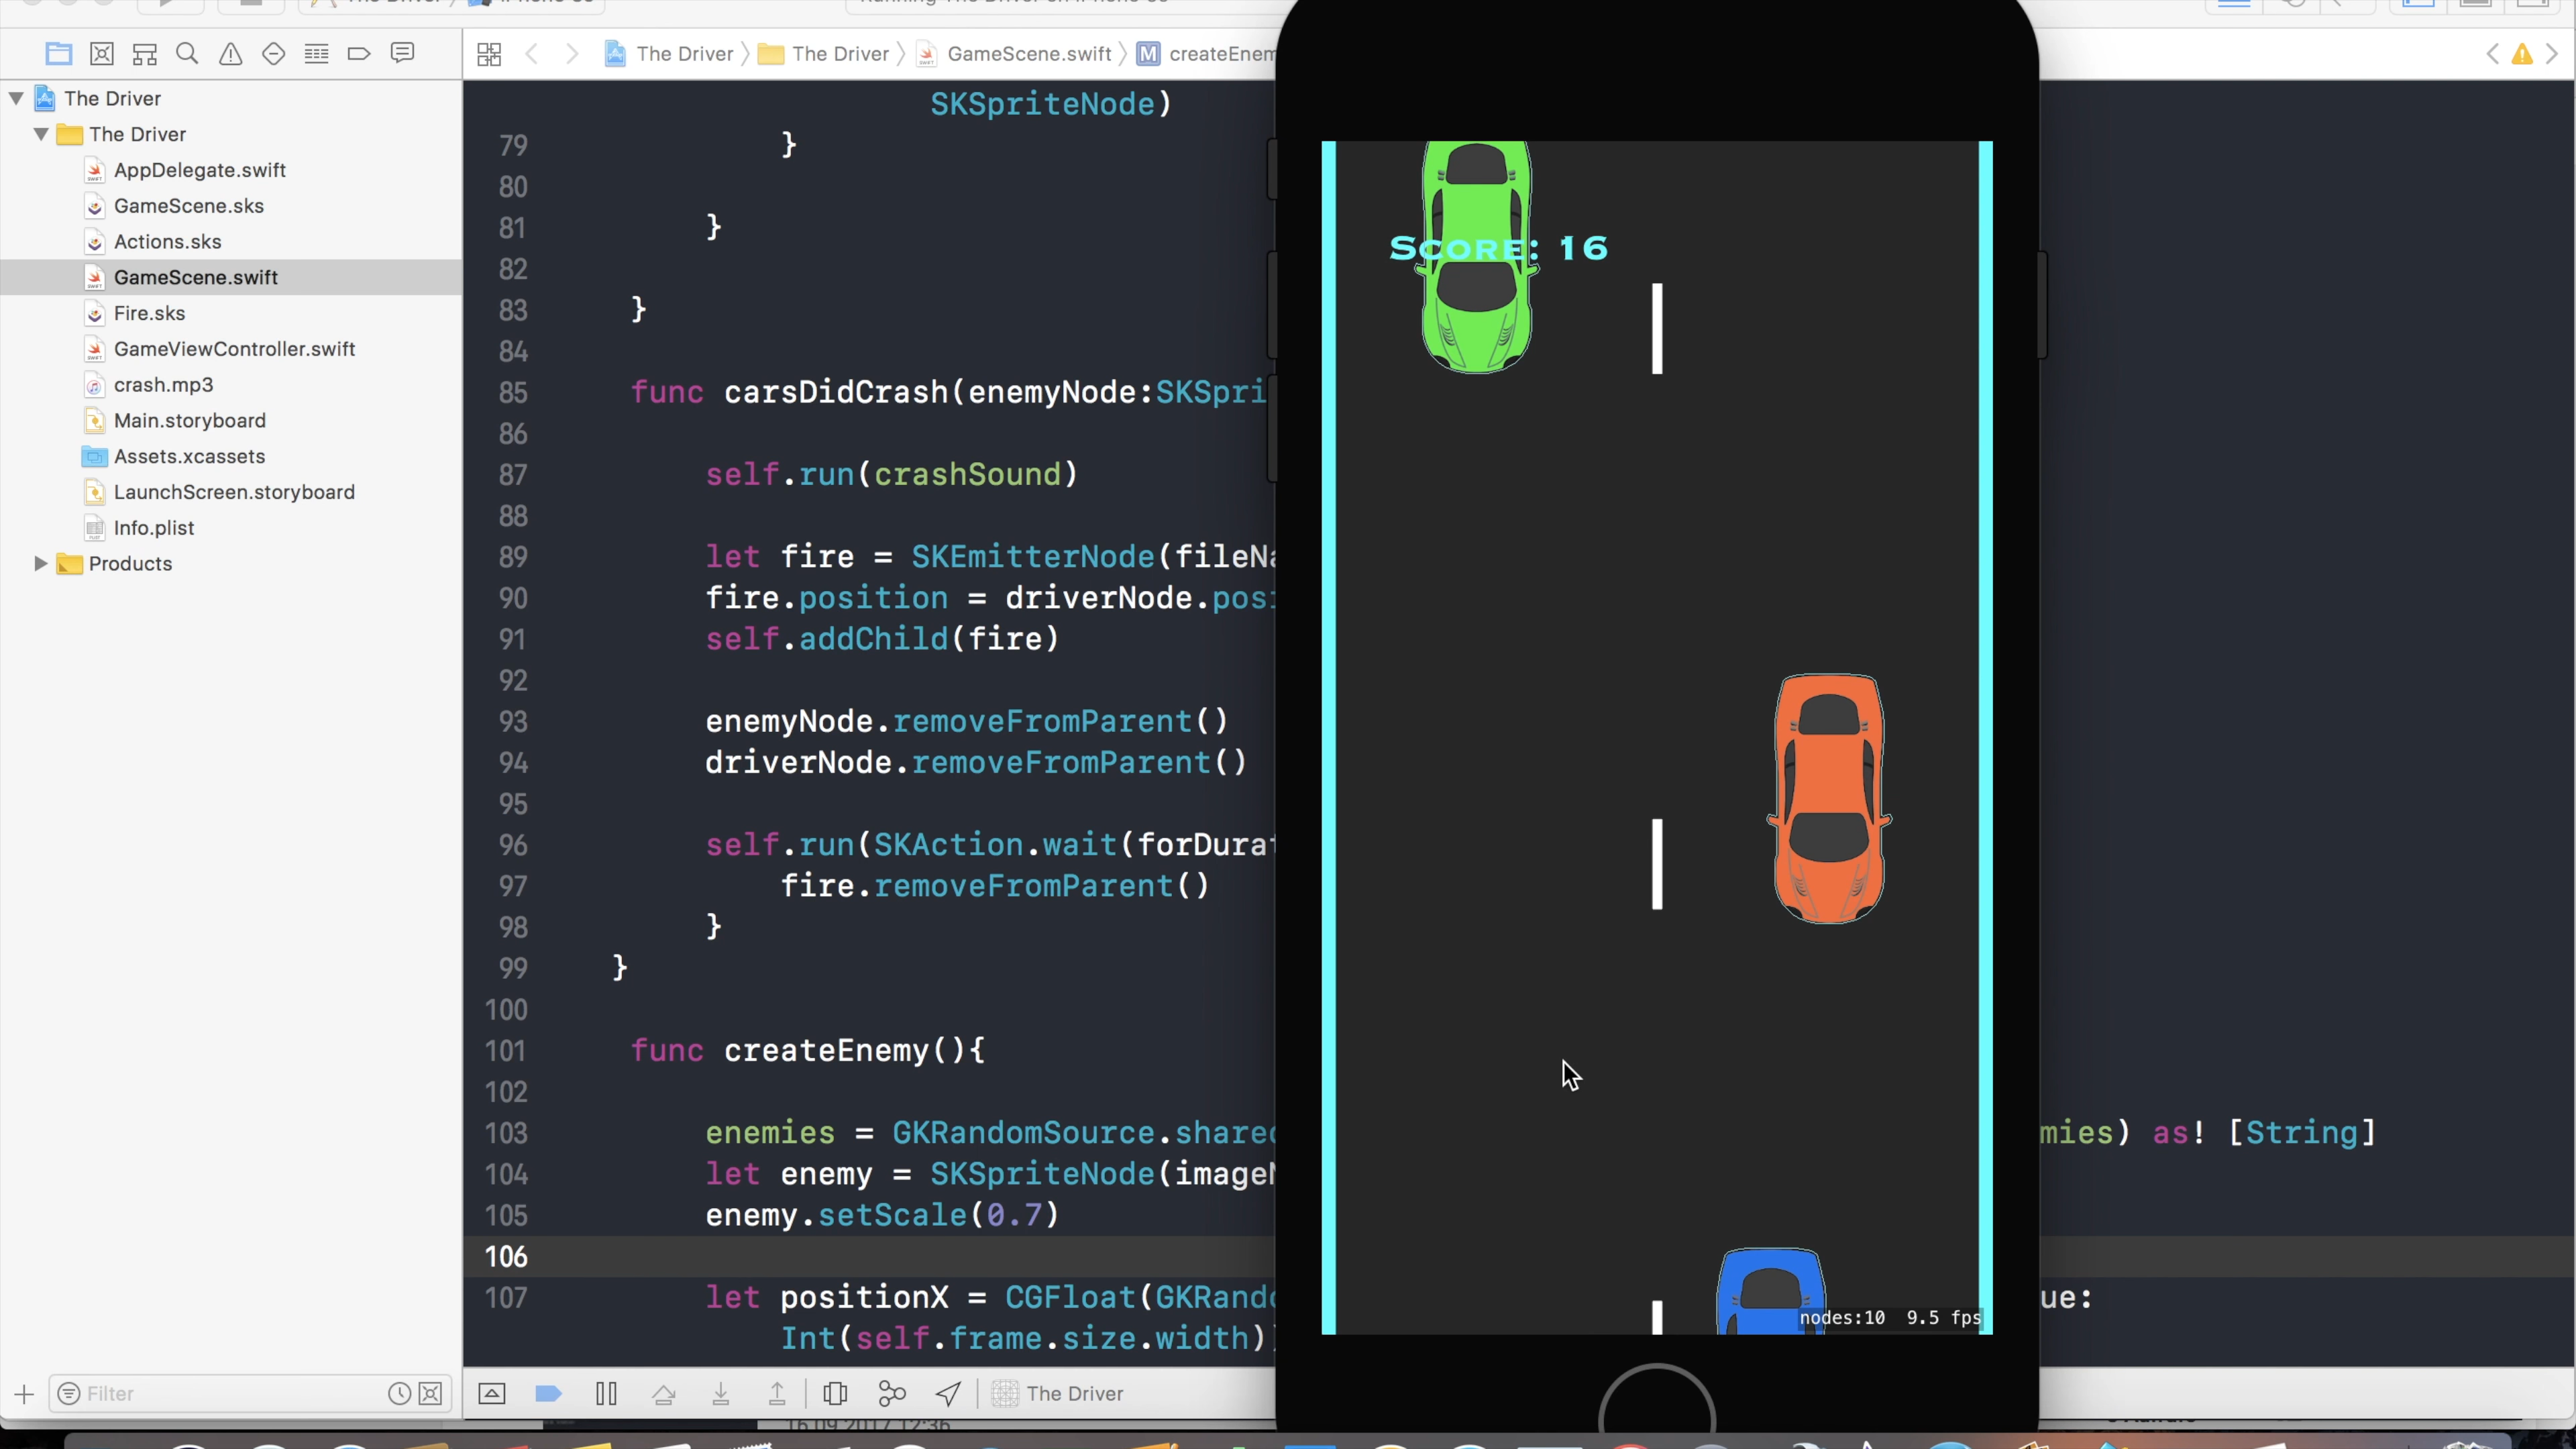 The Driver
The Driver
GameScene.swift
The Driver
The Driver
AppDelegate.swift
GameScene.sks
Actions.sks
GameScene.swift
Fire.sks
GameViewController.swift
crash.mp3
Main.storyboard
Assets.xcassets
LaunchScreen.storyboard
Info.plist
Products
Filter
SKSpriteNode)
79 }
80
81 }
82
83 }
84
85 func carsDidCrash(enemyNode:SKSpri
86
87 self.run(crashSound)
88
89 let fire = SKEmitterNode(fileNa
90 fire.position = driverNode.posi
91 self.addChild(fire)
92
93 enemyNode.removeFromParent()
94 driverNode.removeFromParent()
95
96 self.run(SKAction.wait(forDurat
97 fire.removeFromParent()
98 }
99 }
100
101 func createEnemy(){
102
103 enemies = GKRandomSource.shared mies) as! [String]
104 let enemy = SKSpriteNode(imageN
105 enemy.setScale(0.7)
106
107 let positionX = CGFloat(GKRando ue:
Int(self.frame.size.width))
The Driver
Score: 16
nodes:10 9.5 fps